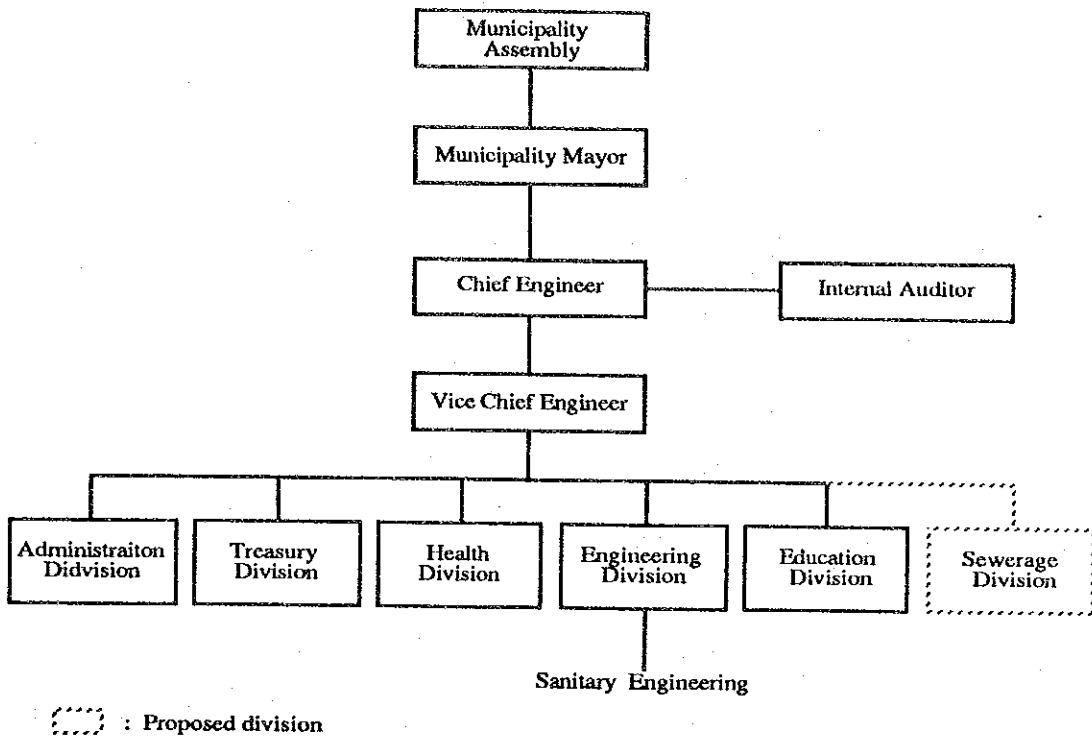 Municipality
Assembly
Municipality Mayor
Chief Engineer
Internal Auditor
Vice Chief Engineer
Administraiton
Didvision
Treasury
Division
Health
Division
Engineering
Division
Education
Division
Sewerage
Division
Sanitary Engineering
: Proposed division